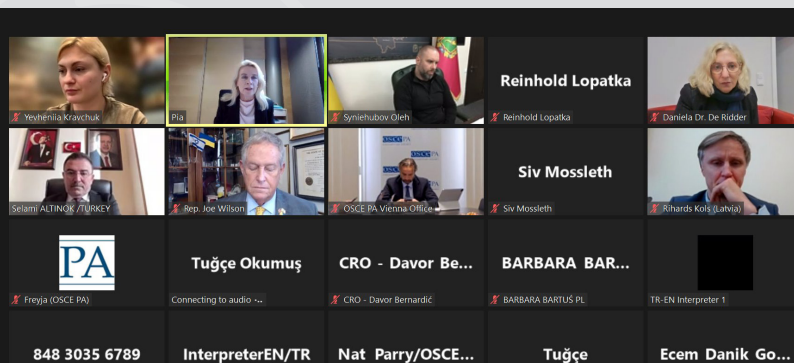 Yevheniia Kravchuk
Pia
Syniehubov Oleh
Reinhold Lopatka
Reinhold Lopatka
Daniela Dr. De Ridder
Selami ALTINOK /TURKEY
Rep. Joe Wilson
OSCE PA Vienna Office
Siv Mossleth
Siv Mossleth
Rihards Kols (Latvia)
PA
Freyja (OSCE PA)
Tuğçe Okumuş
Connecting to audio
CRO - Davor Be...
CRO - Davor Bernardić
BARBARA BAR...
BARBARA BARTUŚ PL
TR-EN Interpreter 1
848 3035 6789
InterpreterEN/TR
Nat Parry/OSCE...
Tuğçe
Ecem Danik Go...